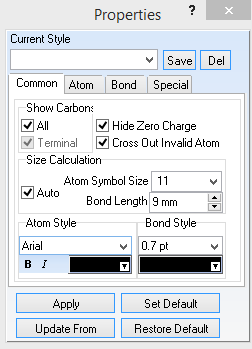 Properties ? ×
Current Style
Save Del
Common Atom Bond Special
Show Carbons
All Hide Zero Charge
Terminal Cross Out Invalid Atom
Size Calculation
Auto Atom Symbol Size 11
Bond Length 9 mm
Atom Style Bond Style
Arial 0.7 pt
B I
Apply Set Default
Update From Restore Default